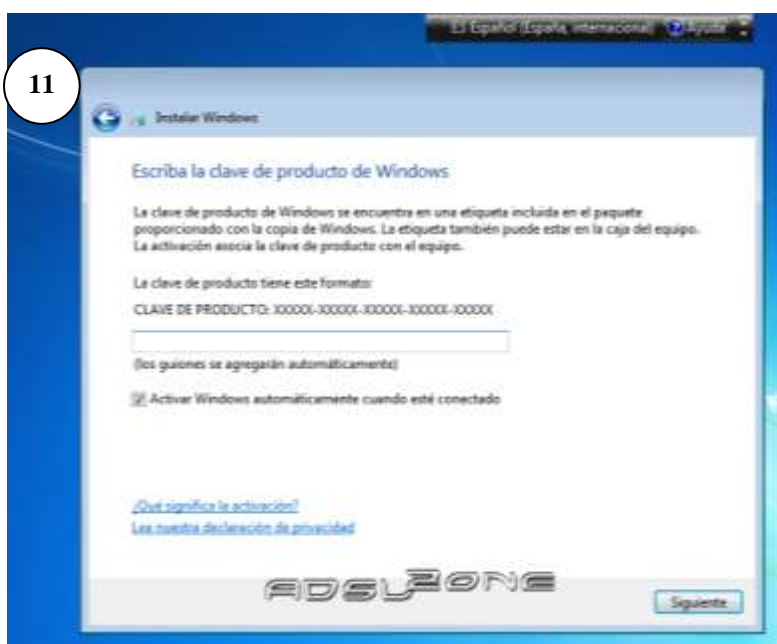 ES Español (España, internacional) Ayuda
11
Instalar Windows
Escriba la clave de producto de Windows
La clave de producto de Windows se encuentra en una etiqueta incluida en el paquete
proporcionado con la copia de Windows. La etiqueta también puede estar en la caja del equipo.
La activación asocia la clave de producto con el equipo.
La clave de producto tiene este formato:
CLAVE DE PRODUCTO: XXXXX-XXXXX-XXXXX-XXXXX-XXXXX
(los guiones se agregarán automáticamente)
Activar Windows automáticamente cuando esté conectado
¿Qué significa la activación?
Lea nuestra declaración de privacidad
ADSLZONE
Siguiente